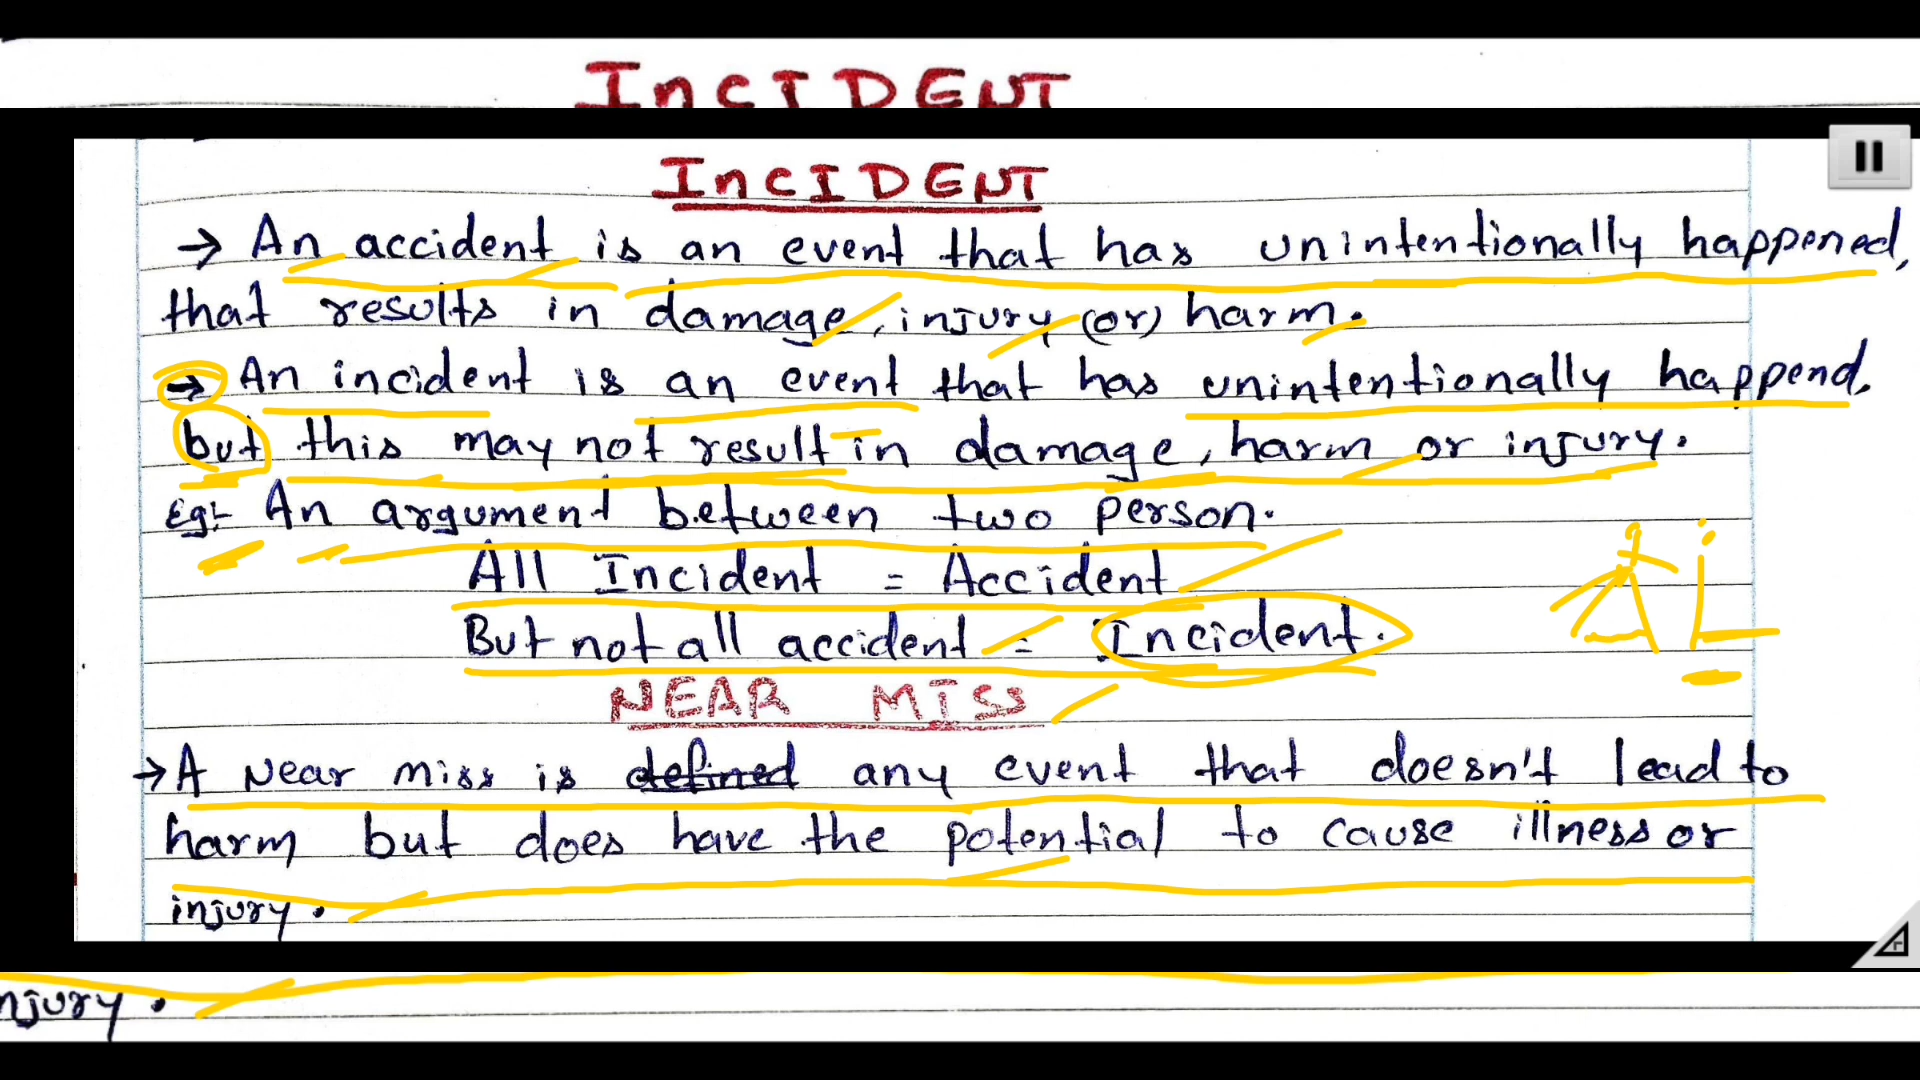 INCIDENT
INCIDENT
→ An accident is an event that has unintentionally happened,
that results in damage, injury (or) harm.
→ An incident is an event that has unintentionally happend,
but this may not result in damage, harm or injury.
Eg:- An argument between two person.
All Incident = Accident
But not all accident = Incident.
NEAR MISS
→ A Near miss is defined any event that doesn't lead to
harm but does have the potential to cause illness or
injury.
njury.